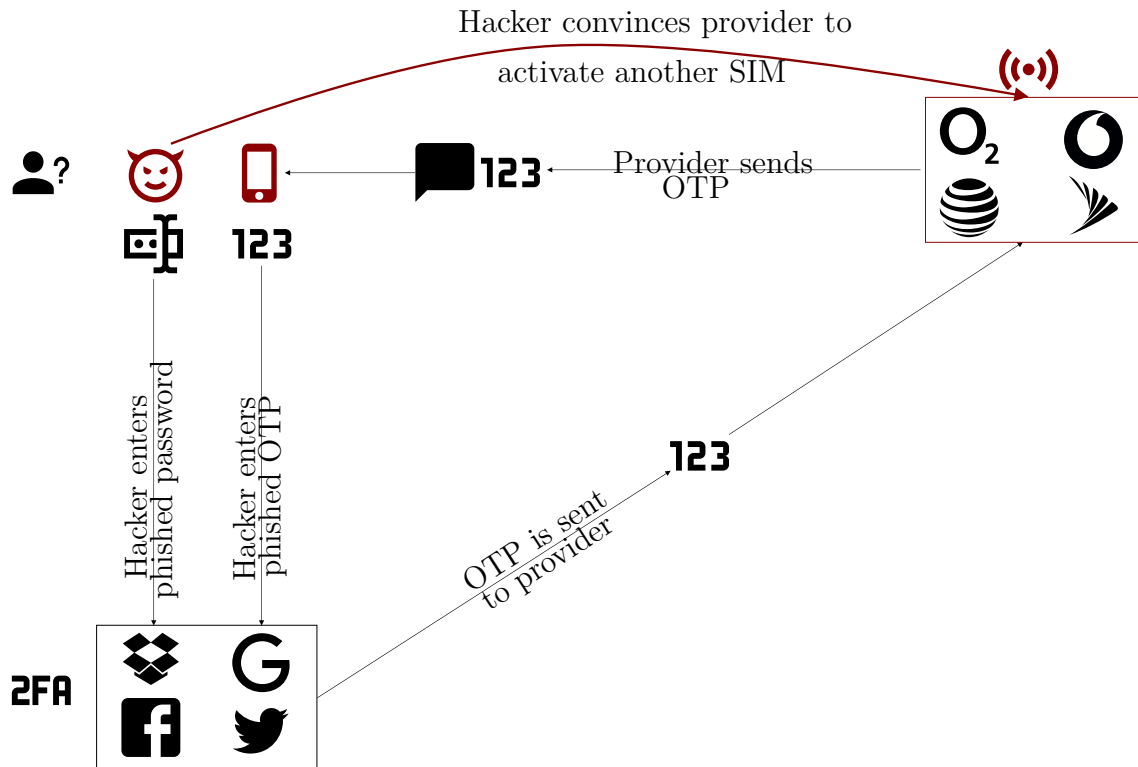 Hacker convinces provider to
activate another SIM
O2
?
123
Provider sends
OTP
123
Hacker enters
phished password
Hacker enters
phished OTP
123
OTP is sent
to provider
2FA
G
f